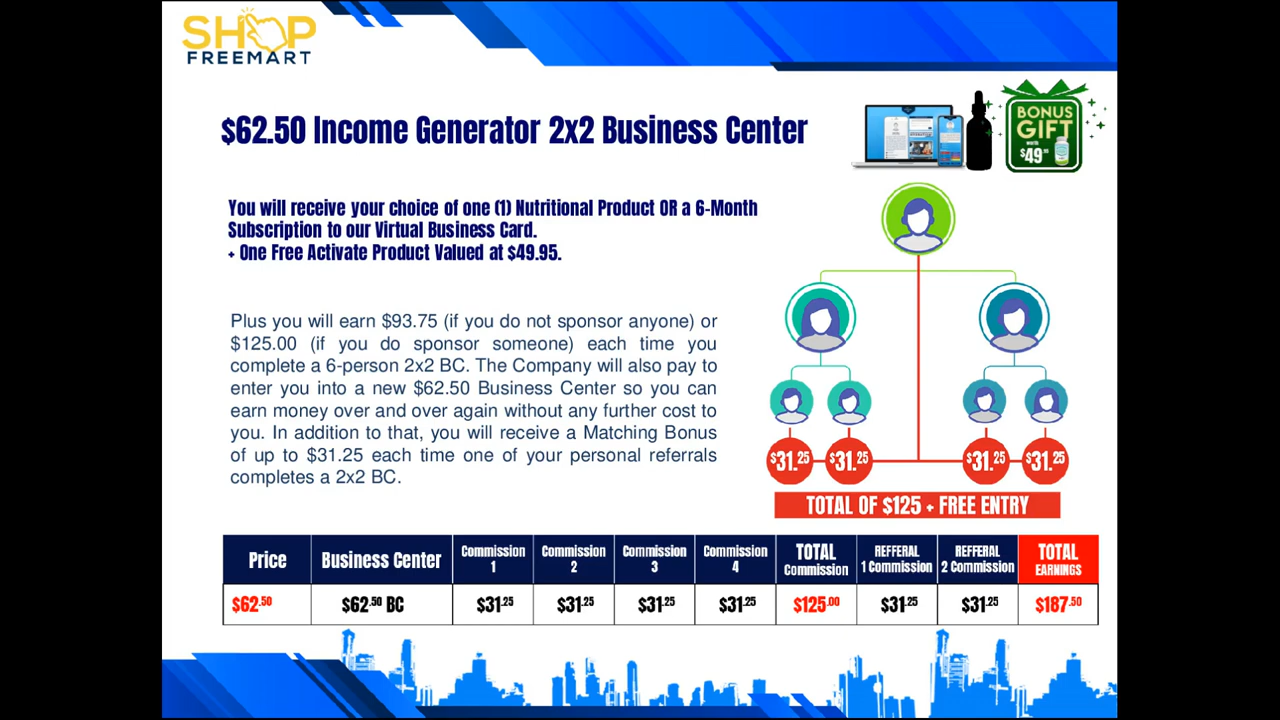 SHOP
FREEMART
$62.50 Income Generator 2x2 Business Center
BONUS
GIFT
WORTH
$49.95
You will receive your choice of one (1) Nutritional Product OR a 6-Month
Subscription to our Virtual Business Card.
+ One Free Activate Product Valued at $49.95.
Plus you will earn $93.75 (if you do not sponsor anyone) or
$125.00 (if you do sponsor someone) each time you
complete a 6-person 2x2 BC. The Company will also pay to
enter you into a new $62.50 Business Center so you can
earn money over and over again without any further cost to
you. In addition to that, you will receive a Matching Bonus
of up to $31.25 each time one of your personal referrals
completes a 2x2 BC.
$31.25 $31.25 $31.25 $31.25
TOTAL OF $125 + FREE ENTRY
Price Business Center Commission 1 Commission 2 Commission 3 Commission 4 TOTAL Commission REFFERAL 1 Commission REFFERAL 2 Commission TOTAL EARNINGS
$62.50 $62.50 BC $31.25 $31.25 $31.25 $31.25 $125.00 $31.25 $31.25 $187.50